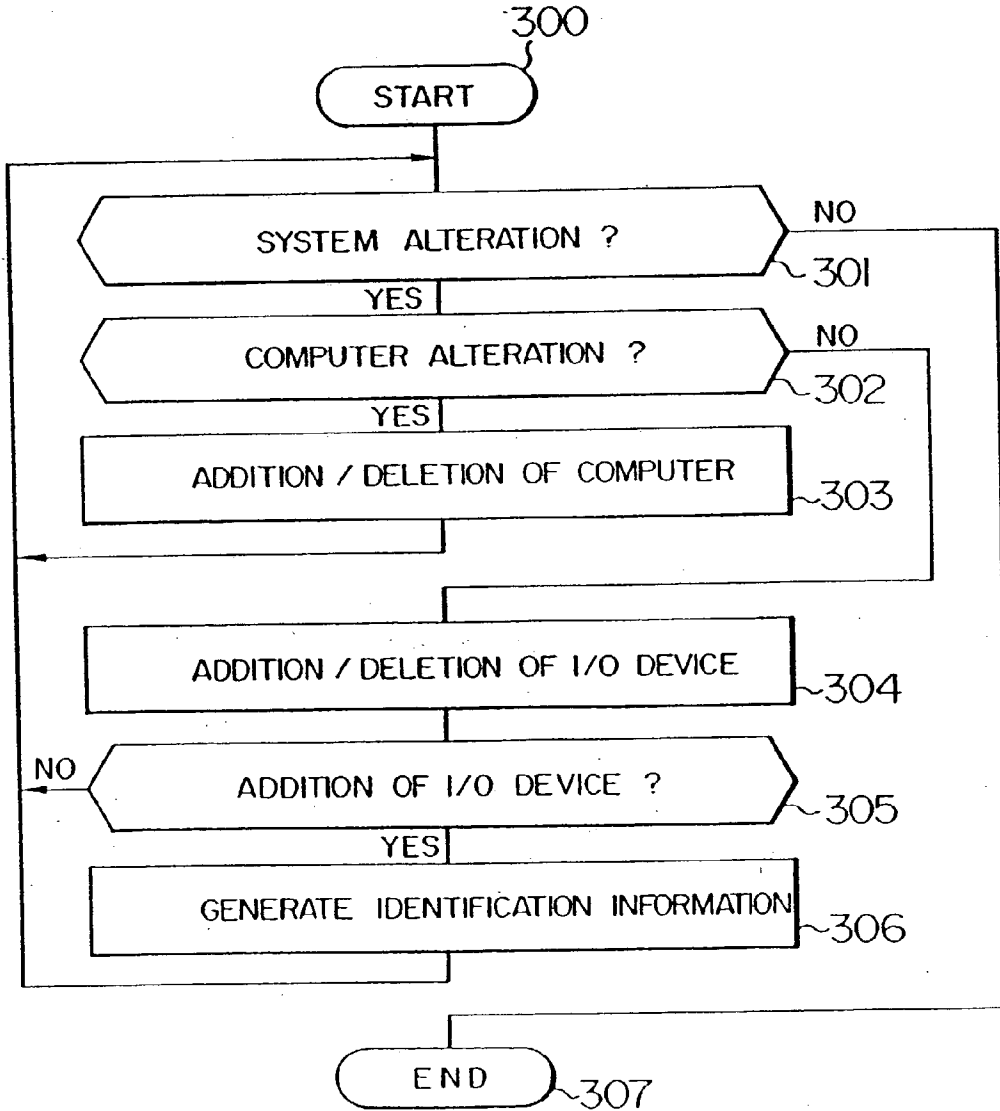 300
START
SYSTEM ALTERATION ?
NO
301
YES
COMPUTER ALTERATION ?
NO
302
YES
ADDITION / DELETION OF COMPUTER
303
ADDITION / DELETION OF I/O DEVICE
304
NO
ADDITION OF I/O DEVICE ?
305
YES
GENERATE IDENTIFICATION INFORMATION
306
END
307